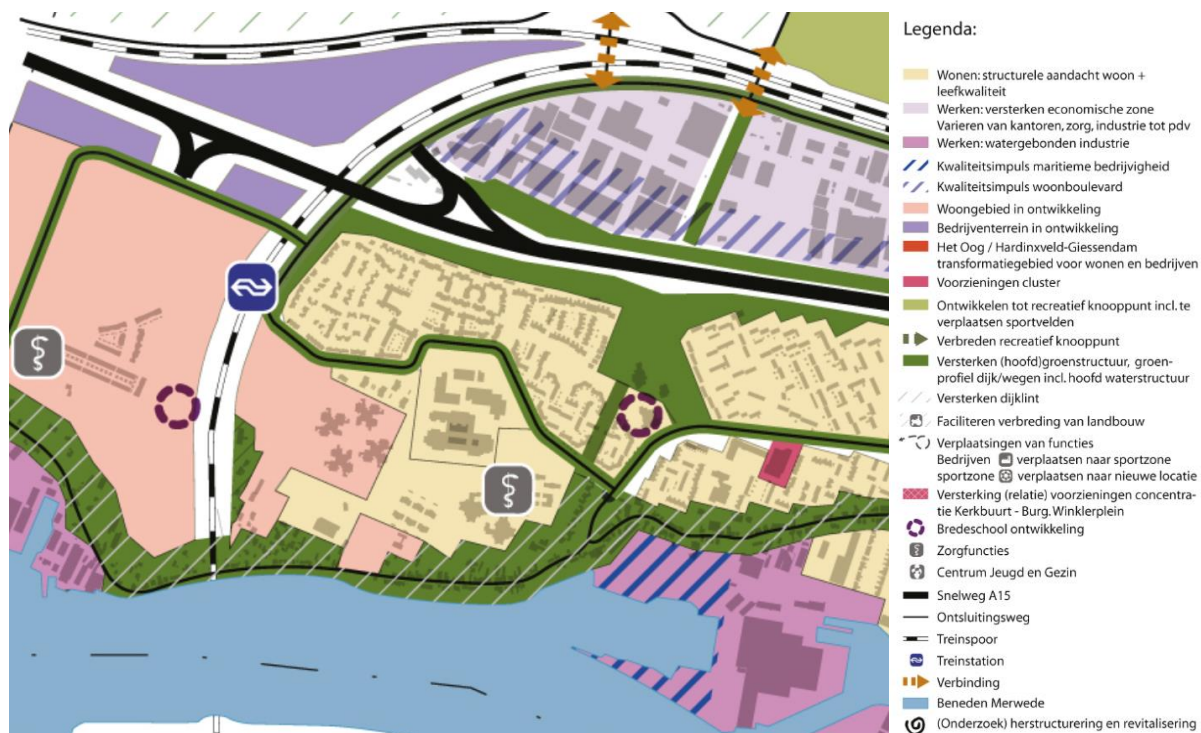 Legenda:
Wonen: structurele aandacht woon +
leefkwaliteit
Werken: versterken economische zone
Varieren van kantoren, zorg, industrie tot pdv
Werken: watergebonden industrie
Kwaliteitsimpuls maritieme bedrijvigheid
Kwaliteitsimpuls woonboulevard
Woongebied in ontwikkeling
Bedrijventerrein in ontwikkeling
Het Oog / Hardinxveld-Giessendam
transformatiegebied voor wonen en bedrijven
Voorzieningen cluster
Ontwikkelen tot recreatief knooppunt incl. te
verplaatsen sportvelden
Verbreden recreatief knooppunt
Versterken (hoofd)groenstructuur, groen-
profiel dijk/wegen incl. hoofd waterstructuur
Versterken dijklint
Faciliteren verbreding van landbouw
Verplaatsingen van functies
Bedrijven verplaatsen naar sportzone
sportzone verplaatsen naar nieuwe locatie
Versterking (relatie) voorzieningen concentra-
tie Kerkbuurt - Burg. Winklerplein
Bredeschool ontwikkeling
Zorgfuncties
Centrum Jeugd en Gezin
Snelweg A15
Ontsluitingsweg
Treinspoor
Treinstation
Verbinding
Beneden Merwede
(Onderzoek) herstructurering en revitalisering